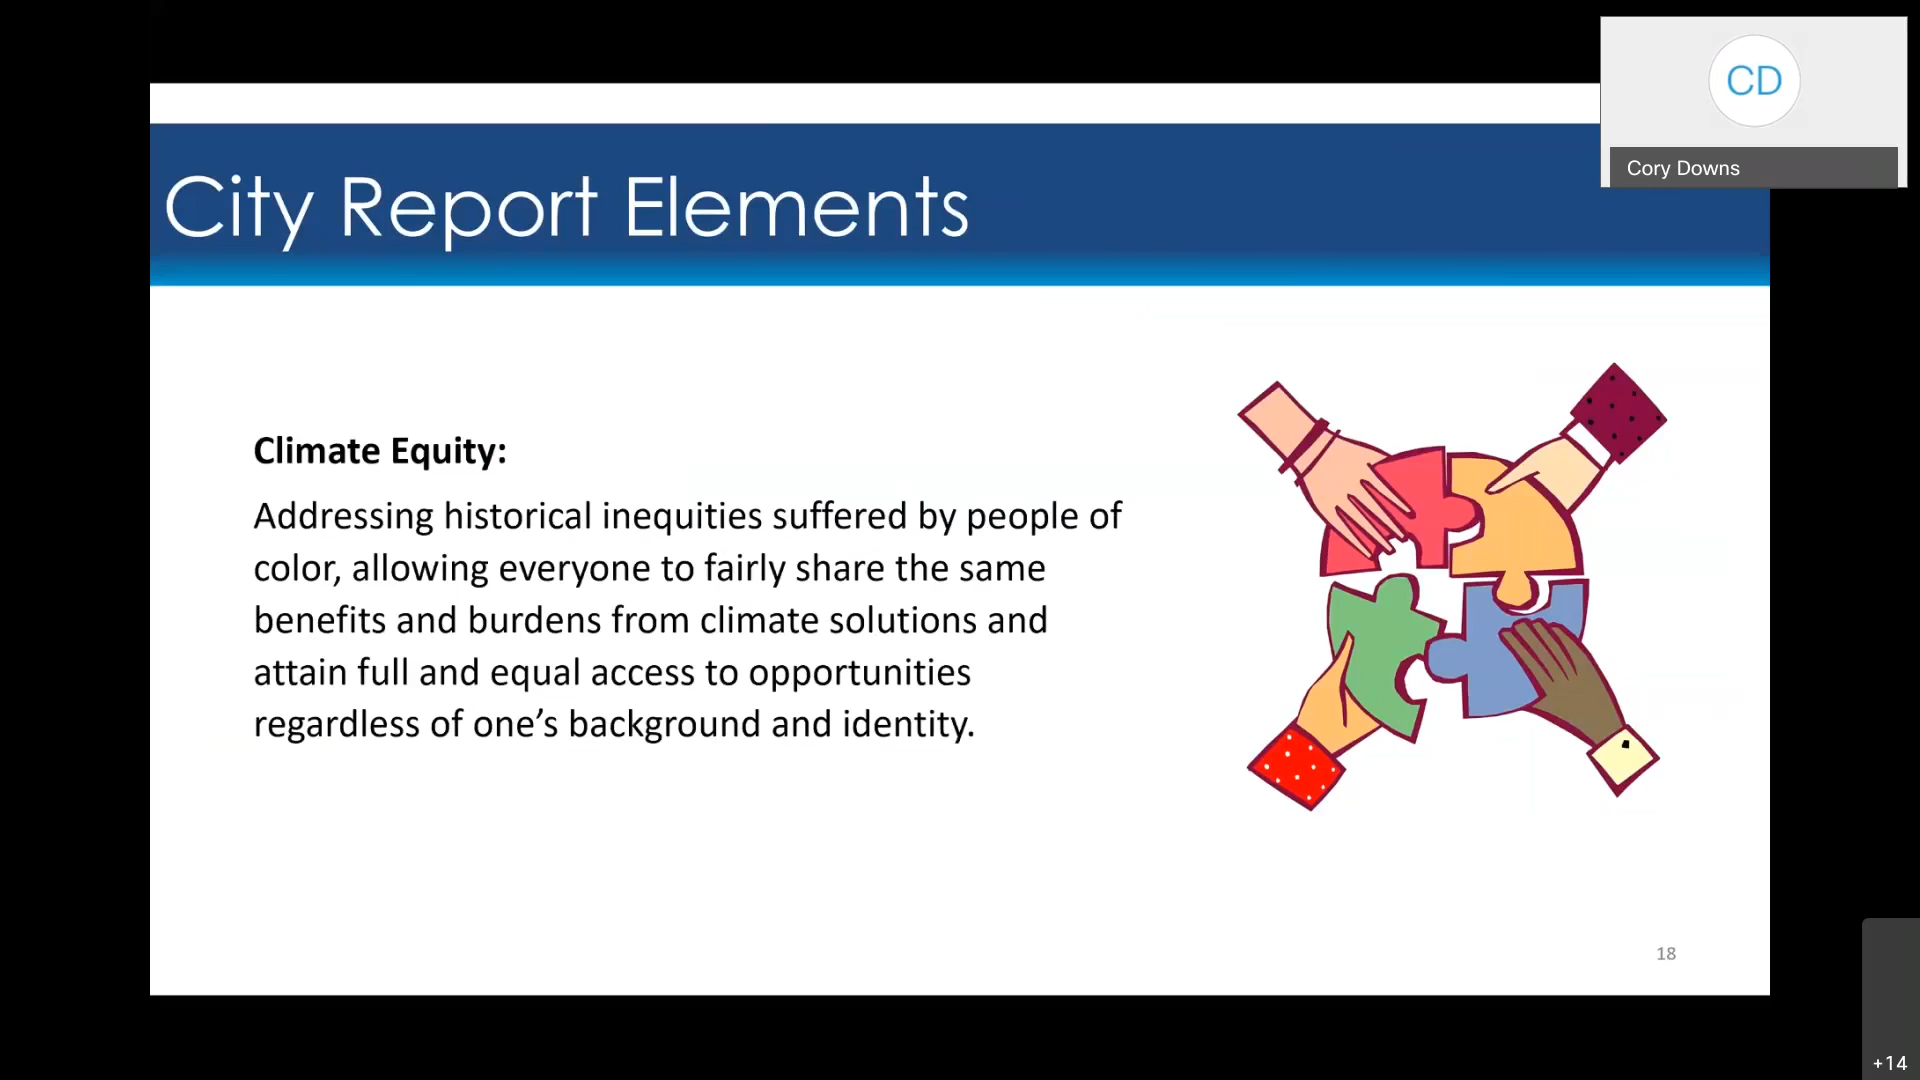 CD
Cory Downs
City Report Elements
Climate Equity:
Addressing historical inequities suffered by people of
color, allowing everyone to fairly share the same
benefits and burdens from climate solutions and
attain full and equal access to opportunities
regardless of one’s background and identity.
18
+14